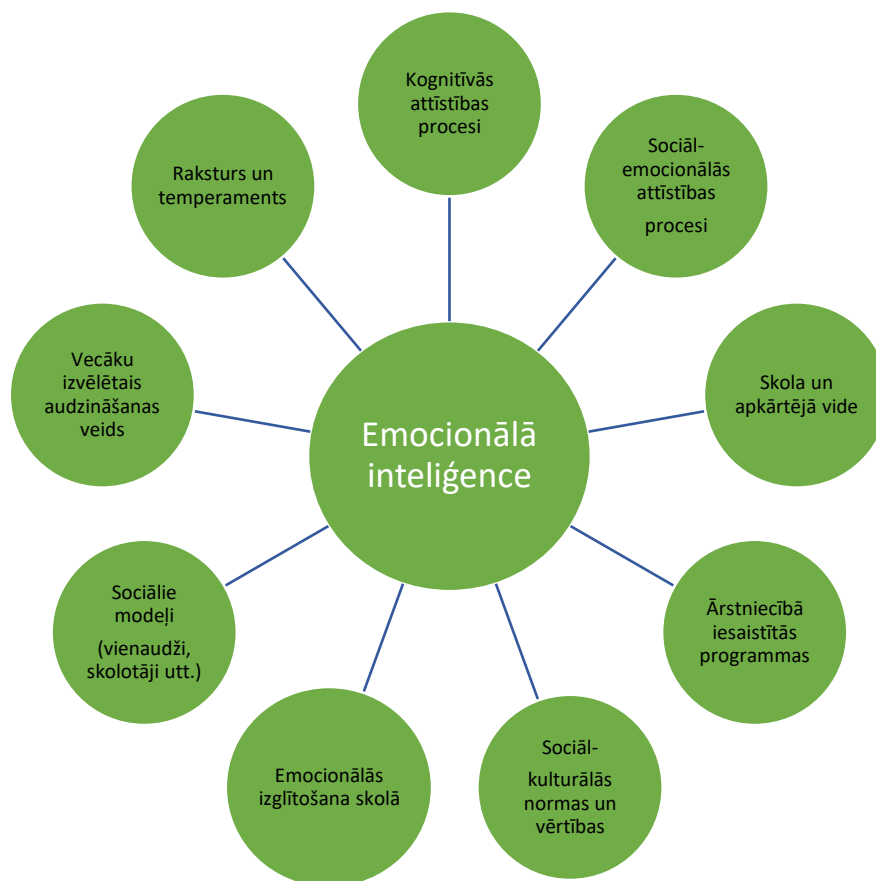 Kognitīvās
attīstības
procesi
Sociāl-
emocionālās
attīstības
procesi
Raksturs un
temperaments
Vecāku
izvēlētais
audzināšanas
veids
Skola un
apkārtējā vide
Emocionālā
inteliģence
Sociālie
modeļi
(vienaudži,
skolotāji utt.)
Ārstniecībā
iesaistītās
programmas
Emocionālās
izglītošana skolā
Sociāl-
kulturālās
normas un
vērtības